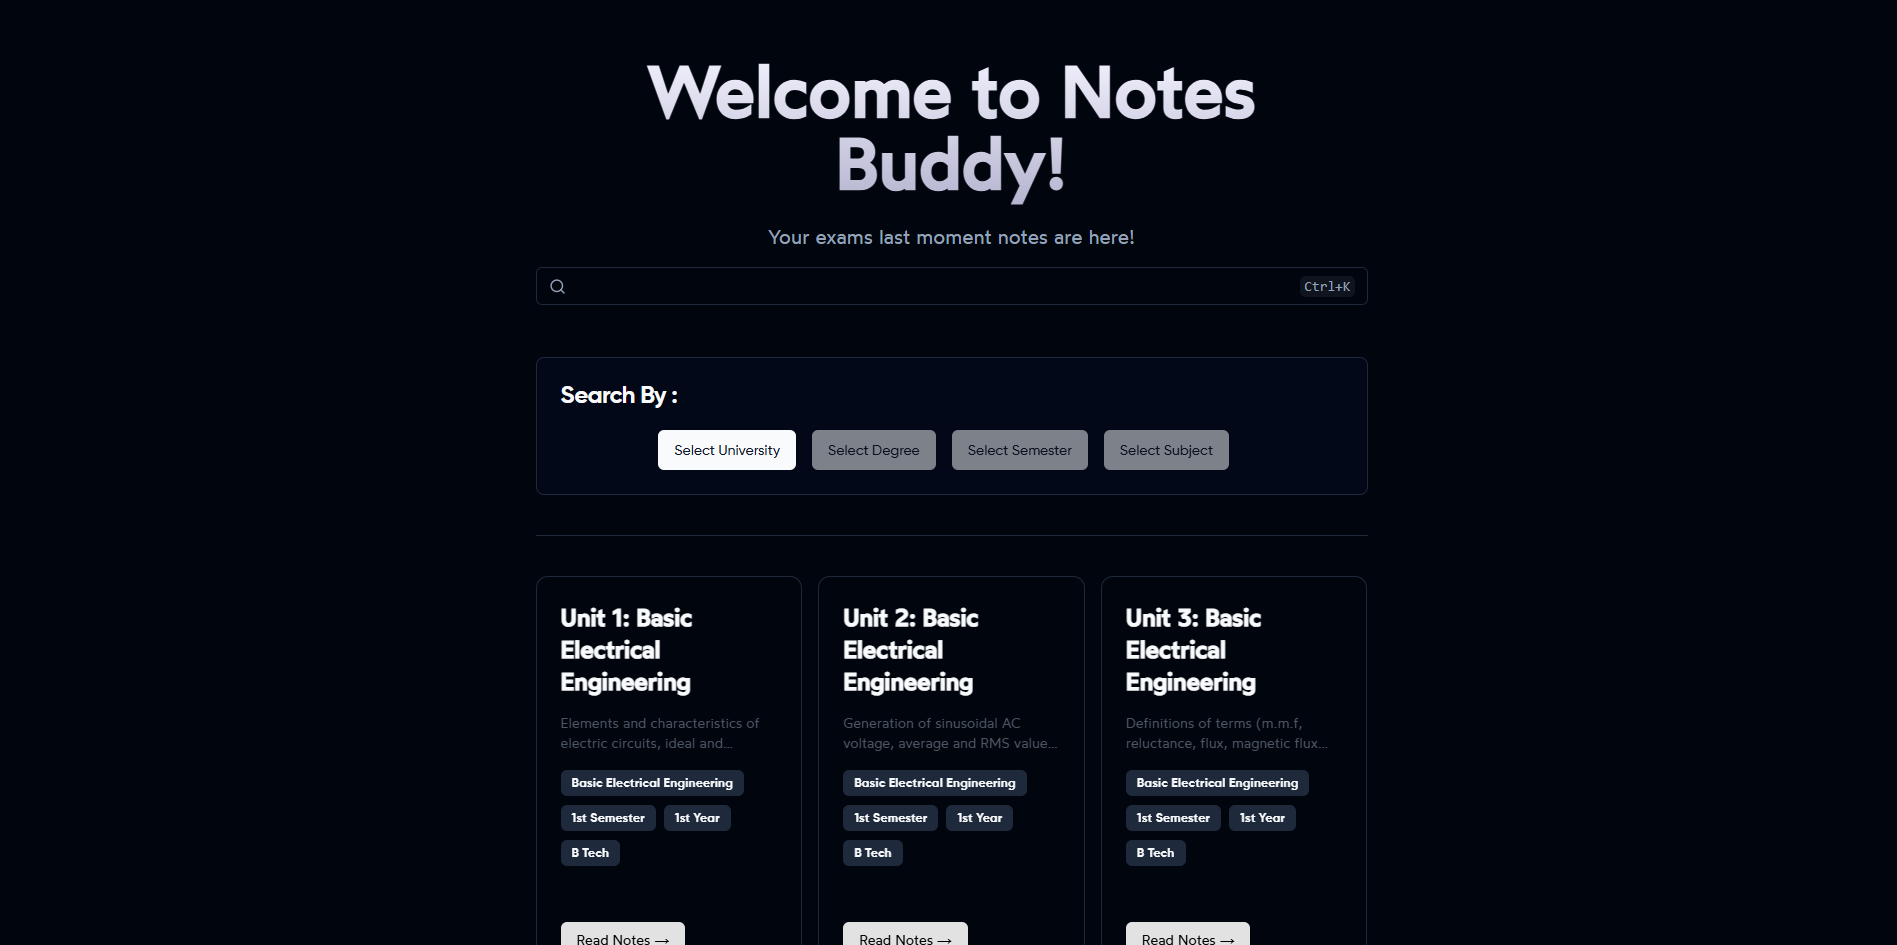 Welcome to Notes
Buddy!
Your exams last moment notes are here!
Ctrl+K
Search By :
Select University
Select Degree
Select Semester
Select Subject
Unit 1: Basic
Electrical
Engineering
Elements and characteristics of
electric circuits, ideal and...
Basic Electrical Engineering
1st Semester
1st Year
B Tech
Read Notes →
Unit 2: Basic
Electrical
Engineering
Generation of sinusoidal AC
voltage, average and RMS value...
Basic Electrical Engineering
1st Semester
1st Year
B Tech
Read Notes →
Unit 3: Basic
Electrical
Engineering
Definitions of terms (m.m.f,
reluctance, flux, magnetic flux...
Basic Electrical Engineering
1st Semester
1st Year
B Tech
Read Notes →